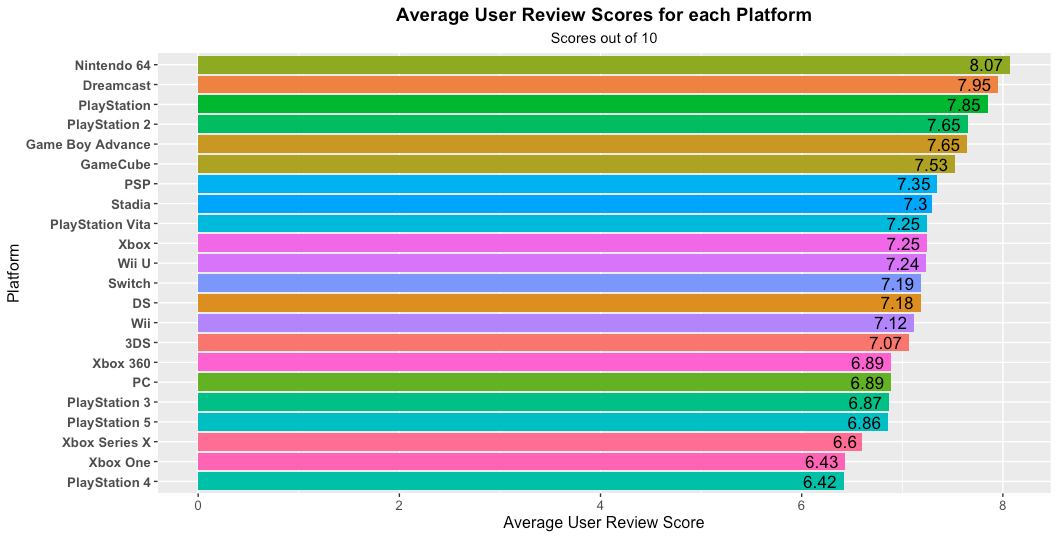 Average User Review Scores for each Platform
Scores out of 10
Nintendo 64 8.07
Dreamcast 7.95
PlayStation 7.85
PlayStation 2 7.65
Game Boy Advance 7.65
GameCube 7.53
PSP 7.35
Stadia 7.3
PlayStation Vita 7.25
Xbox 7.25
Wii U 7.24
Switch 7.19
DS 7.18
Wii 7.12
3DS 7.07
Xbox 360 6.89
PC 6.89
PlayStation 3 6.87
PlayStation 5 6.86
Xbox Series X 6.6
Xbox One 6.43
PlayStation 4 6.42
Platform
0 2 4 6 8
Average User Review Score